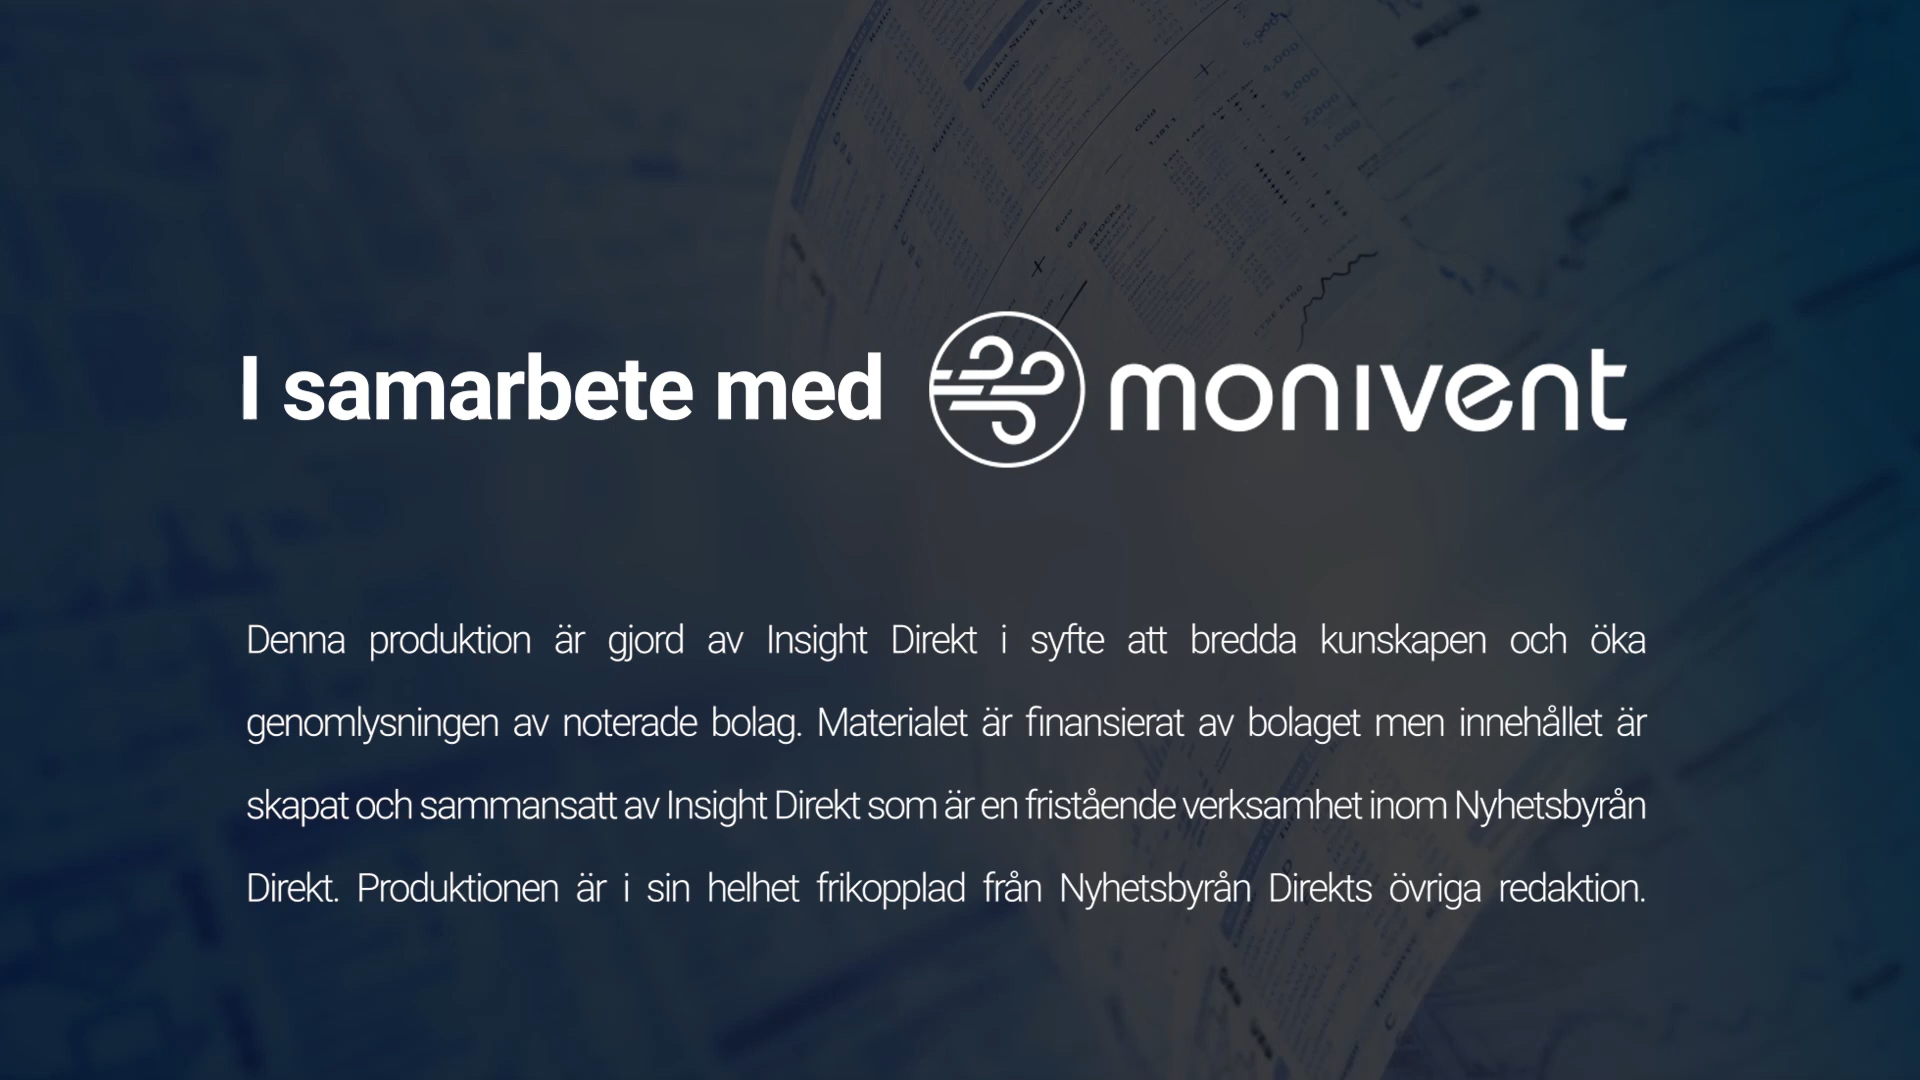 I samarbete med monivent
Denna produktion är gjord av Insight Direkt i syfte att bredda kunskapen och öka
genomlysningen av noterade bolag. Materialet är finansierat av bolaget men innehållet är
skapat och sammansatt av Insight Direkt som är en fristående verksamhet inom Nyhetsbyrån
Direkt. Produktionen är i sin helhet frikopplad från Nyhetsbyrån Direkts övriga redaktion.